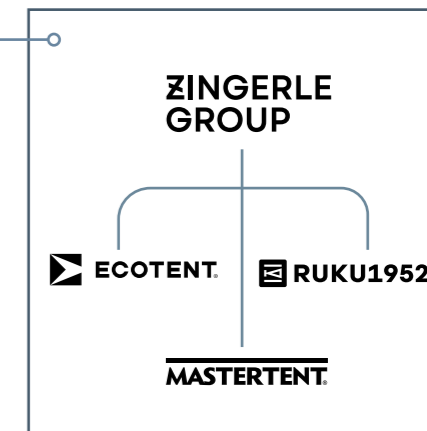 ZINGERLE
GROUP
ECOTENT®
RUKU1952
MASTERTENT®